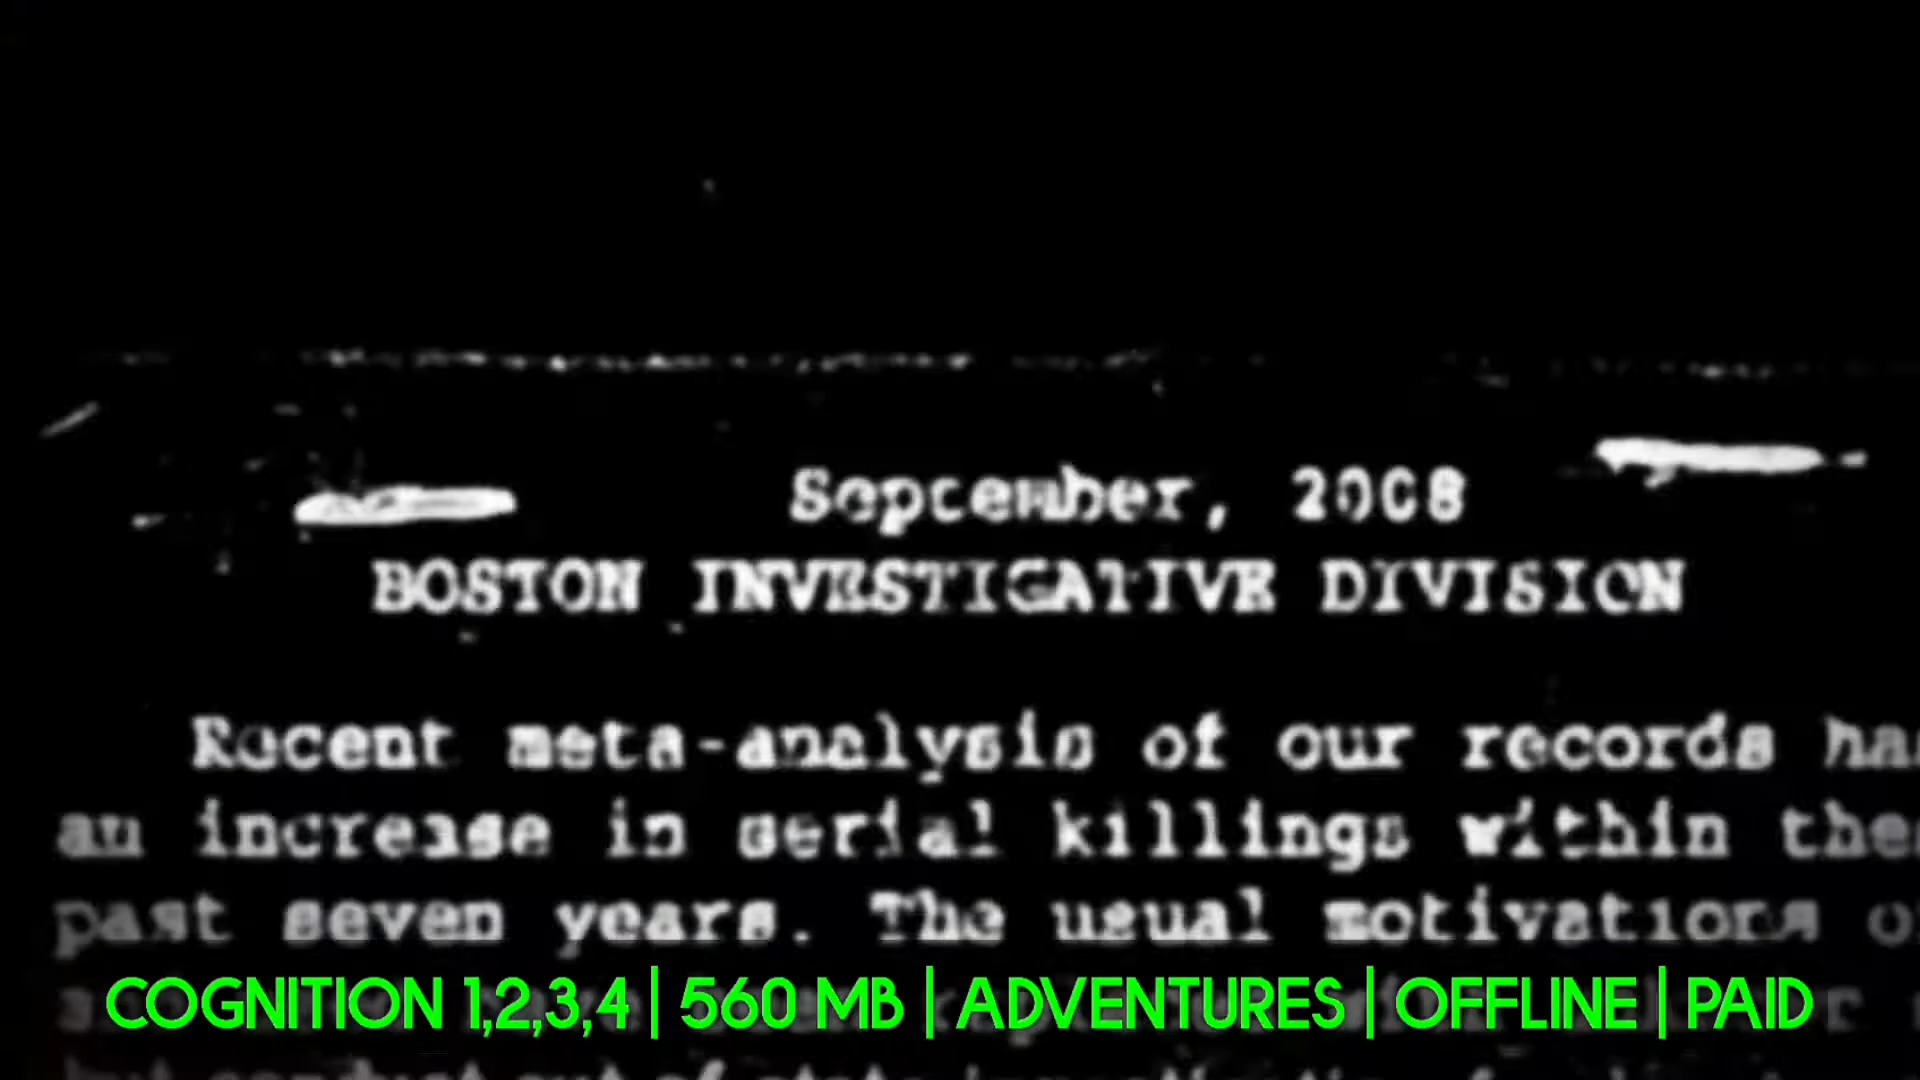 September, 2008
BOSTON INVESTIGATIVE DIVISION
Recent meta-analysis of our records
an increase in serial killings within
past seven years. The usual motivations
COGNITION 1,2,3,4 | 560 MB | ADVENTURES | OFFLINE | PAID